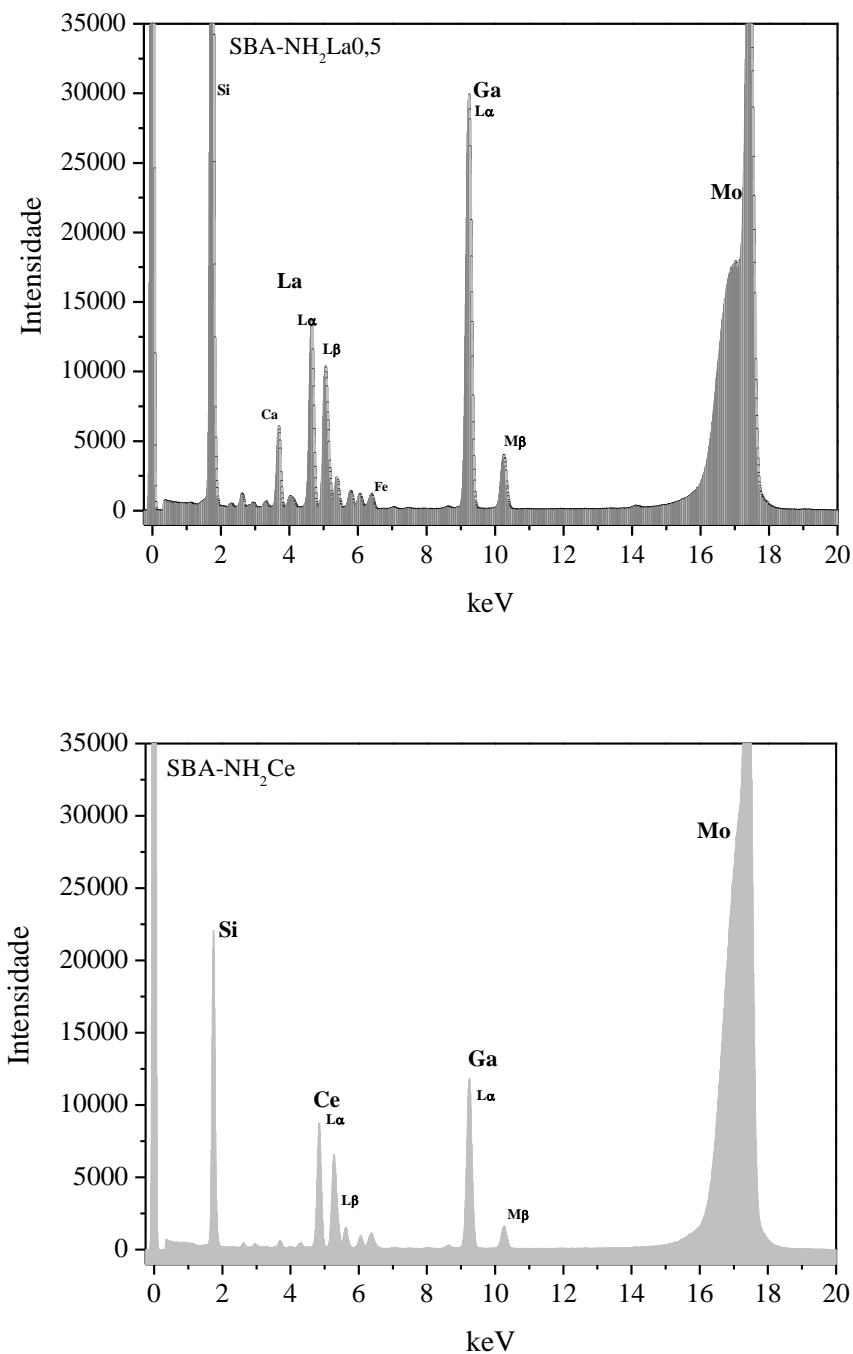 35000
SBA-NH2La0,5
Si
Ga
30000
Lα
25000
Mo
20000
Intensidade
La
15000
Lα
Lβ
10000
Ca
Mβ
5000
Fe
0
0 2 4 6 8 10 12 14 16 18 20
keV
35000
SBA-NH2Ce
30000
Mo
25000
Si
20000
Intensidade
15000
Ga
Ce
Lα
10000
Lα
5000
Lβ
Mβ
0
0 2 4 6 8 10 12 14 16 18 20
keV